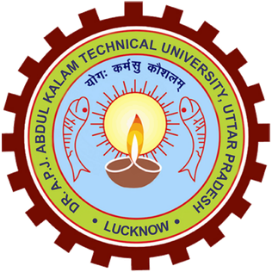 DR. A.P.J. ABDUL KALAM TECHNICAL UNIVERSITY, UTTAR PRADESH
योगः कर्मसु कौशलम्
• LUCKNOW •